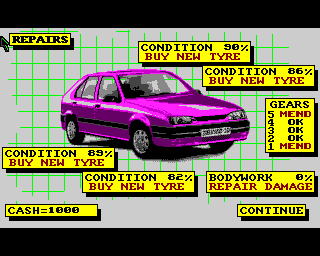 REPAIRS
CONDITION 90%
BUY NEW TYRE
CONDITION 86%
BUY NEW TYRE
GEARS
5 MEND
4 OK
3 OK
2 OK
1 MEND
CONDITION 89%
BUY NEW TYRE
CONDITION 82%
BUY NEW TYRE
BODYWORK 0%
REPAIR DAMAGE
CASH=1000
CONTINUE